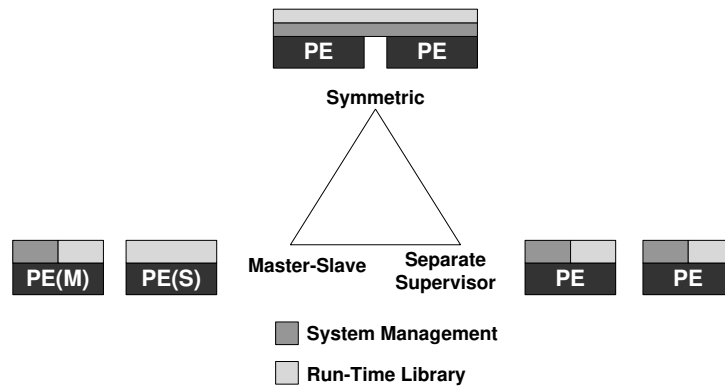 PE PE
Symmetric
PE(M) PE(S) Master-Slave Separate Supervisor PE PE
System Management
Run-Time Library